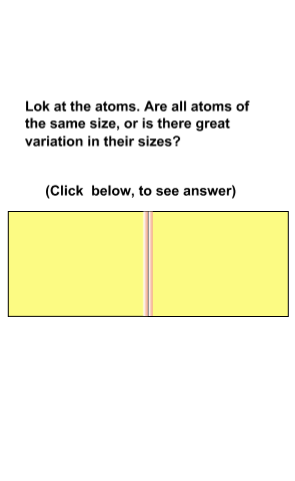 Lok at the atoms. Are all atoms of
the same size, or is there great
variation in their sizes?
(Click below, to see answer)